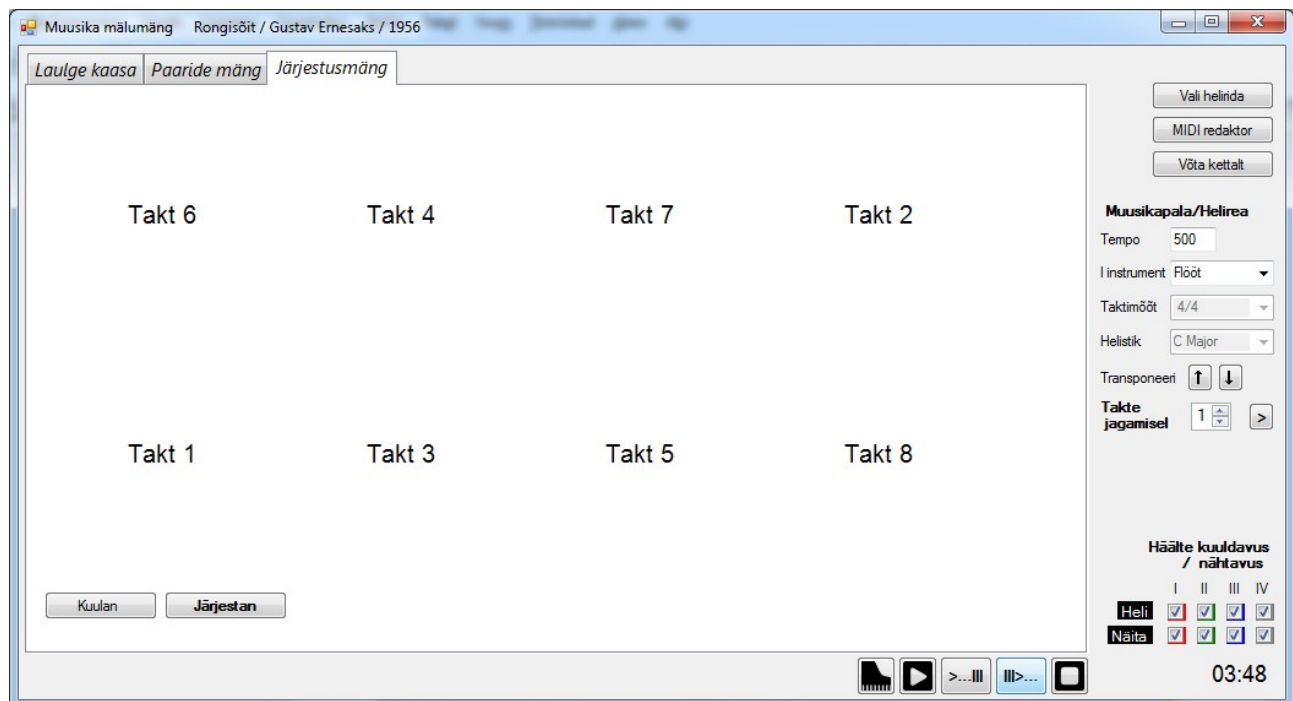 Muusika mälumäng Rongisõit / Gustav Ernesaks / 1956
Laulge kaasa Paaride mäng Järjestusmäng
Vali helirida
MIDI redaktor
Võta kettalt
Takt 6 Takt 4 Takt 7 Takt 2
Muusikapala/Helirea
Tempo 500
I instrument Flööt
Taktimõõt 4/4
Helistik C Major
Transponeeri ↑ ↓
Takte
jagamisel 1 >
Takt 1 Takt 3 Takt 5 Takt 8
Häälte kuuldavus
/ nähtavus
I II III IV
Kuulan Järjestan
Heli
Näita
>...III III>... 03:48